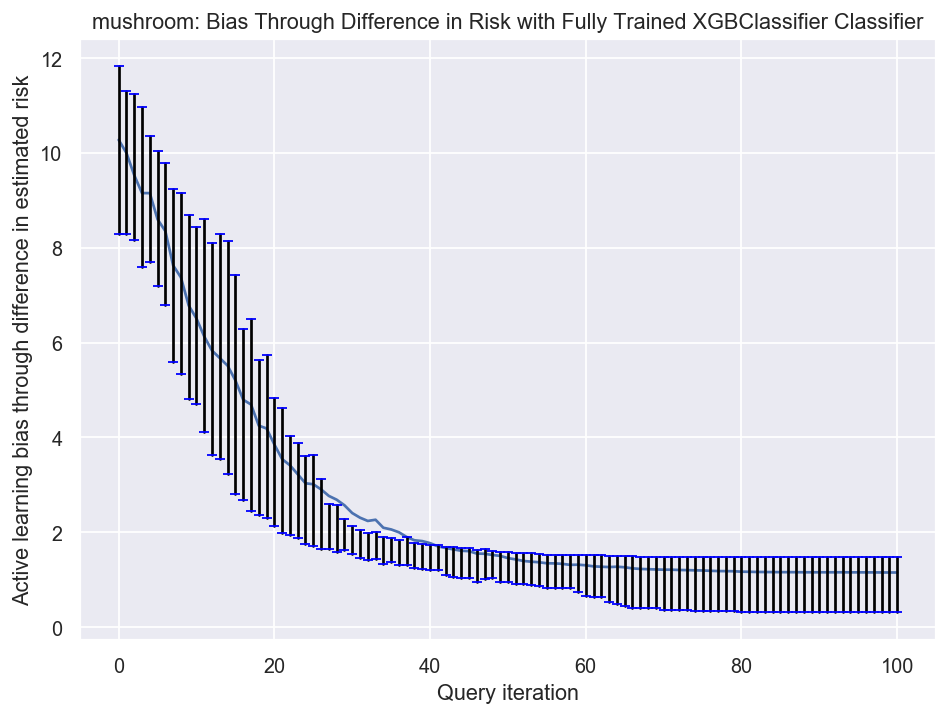 mushroom: Bias Through Difference in Risk with Fully Trained XGBClassifier Classifier
Active learning bias through difference in estimated risk
12
10
8
6
4
2
0
0 20 40 60 80 100
Query iteration